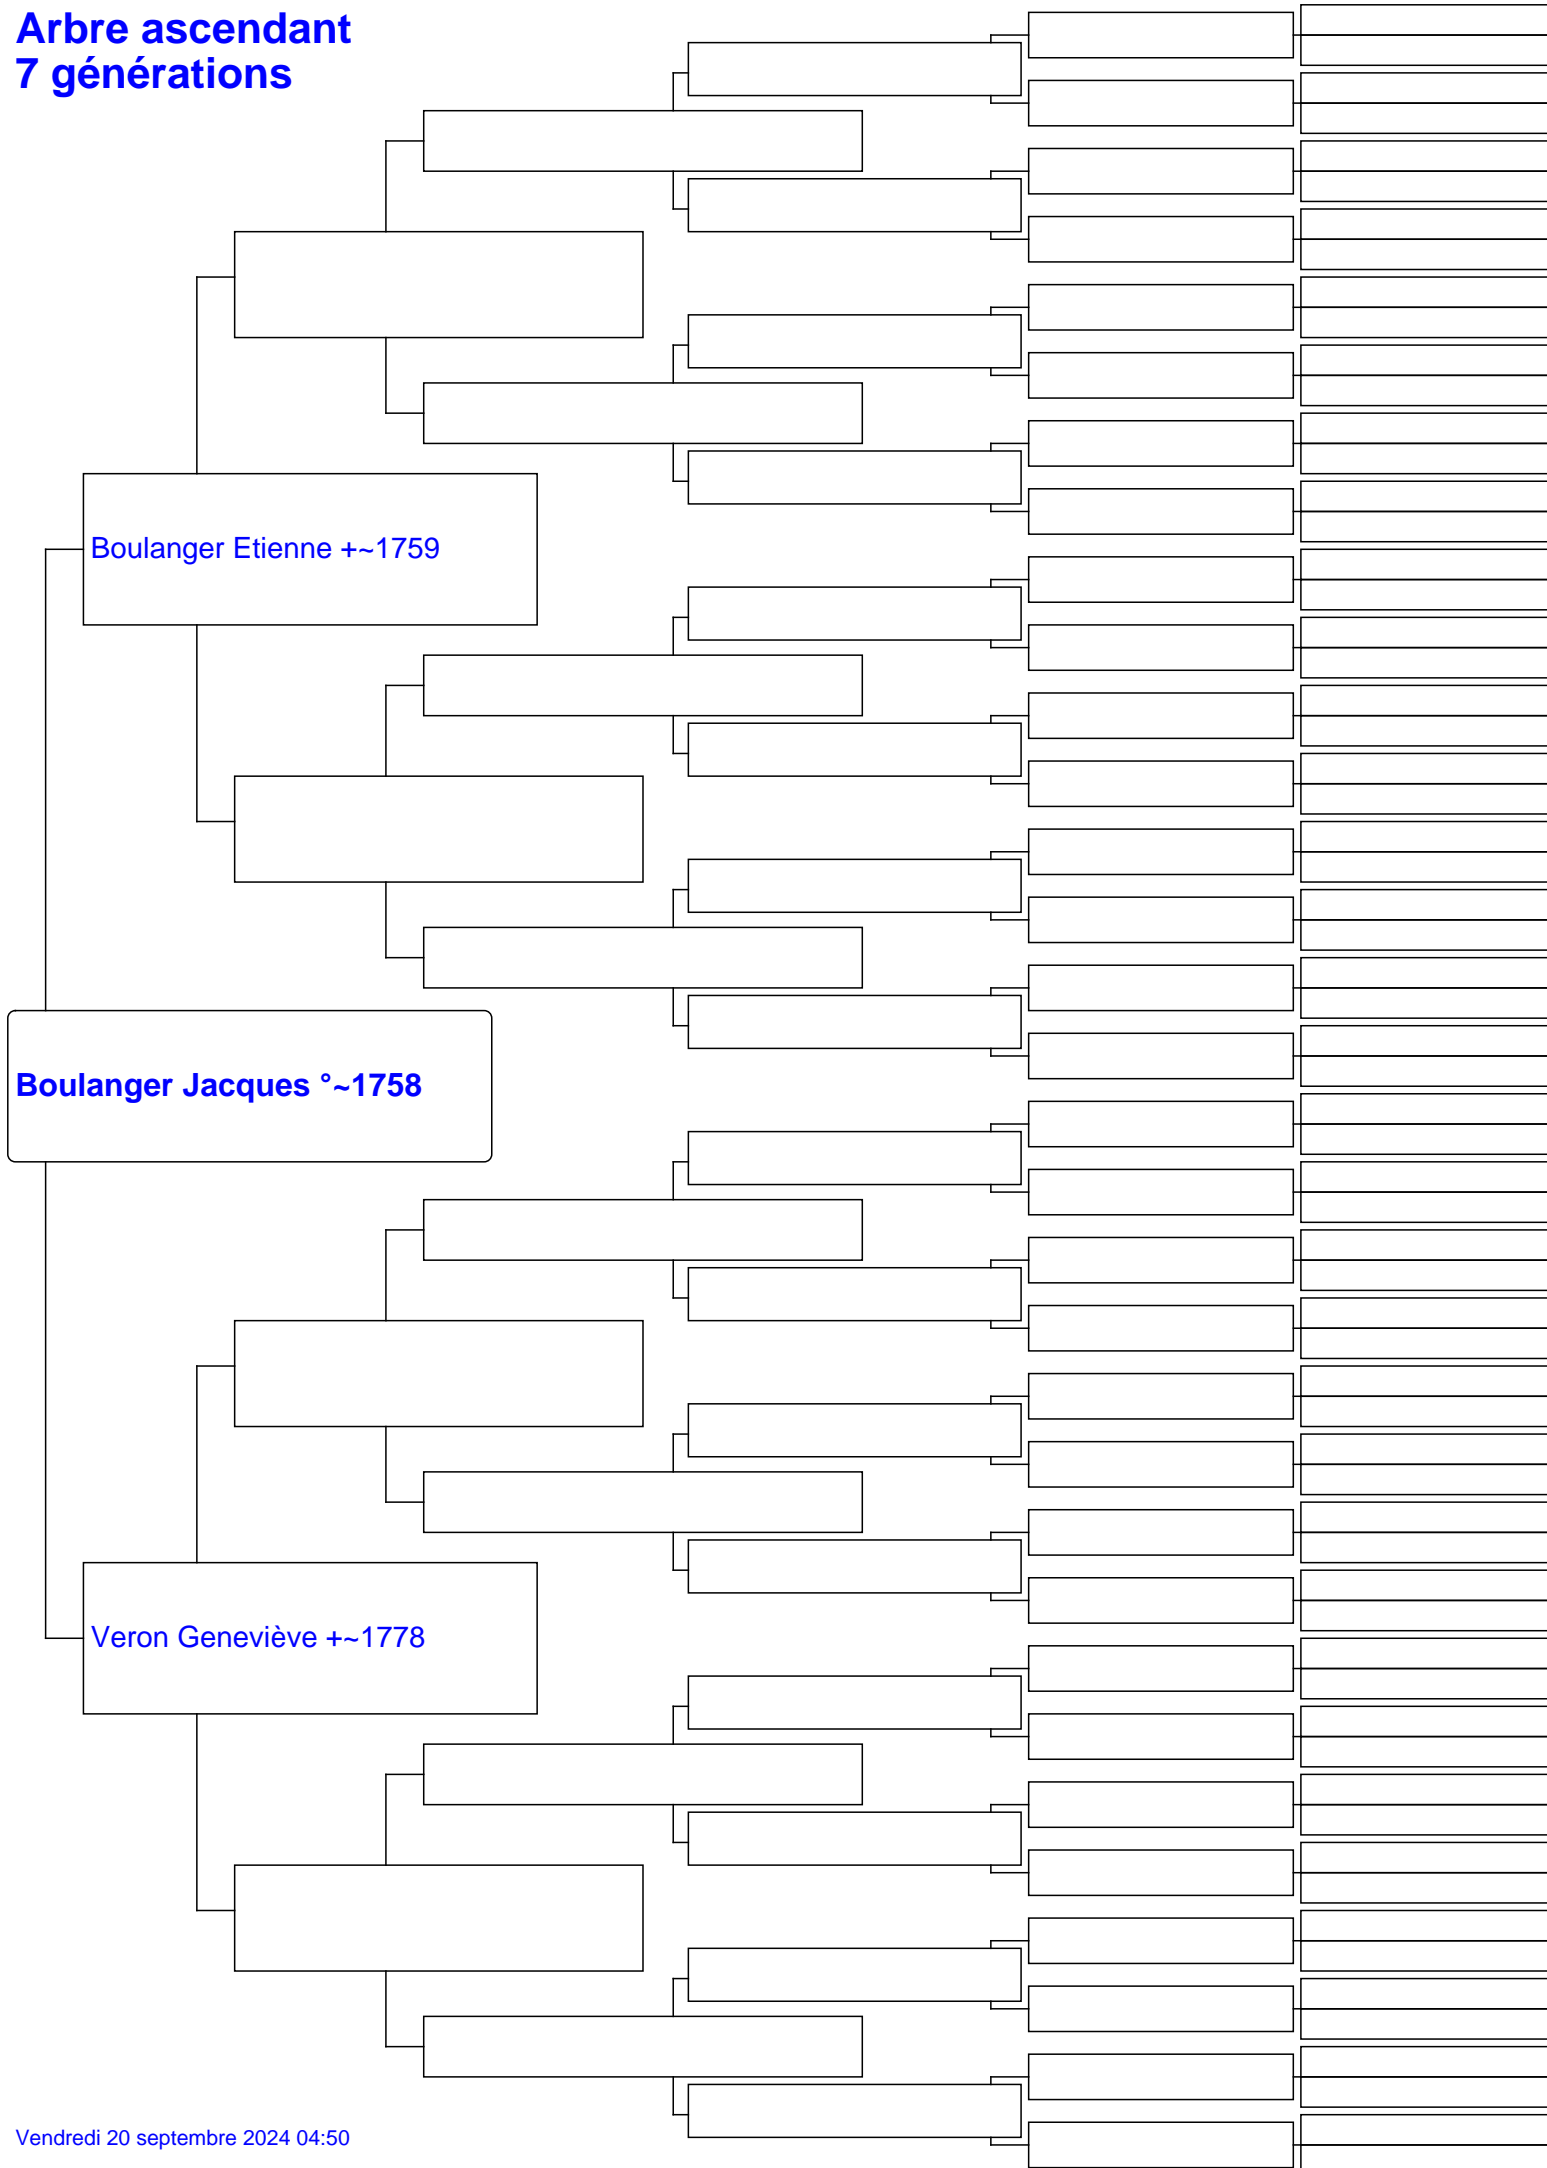 Arbre ascendant
7 générations
Boulanger Etienne +~1759
Boulanger Jacques °~1758
Veron Geneviève +~1778
Vendredi 20 septembre 2024 04:50